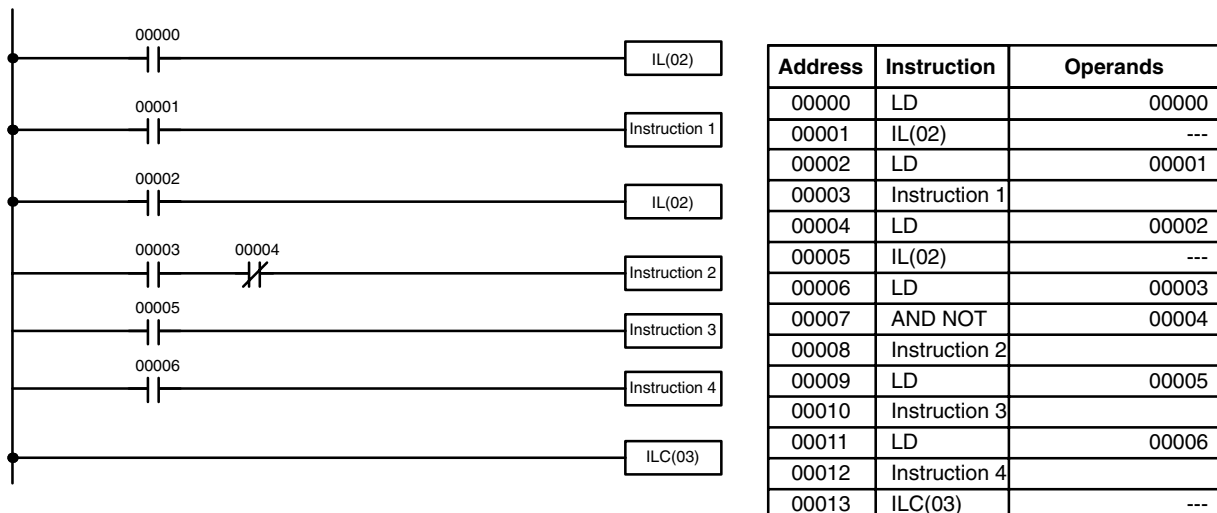 00000
IL(02)
00001
Instruction 1
00002
IL(02)
00003 00004
Instruction 2
00005
Instruction 3
00006
Instruction 4
ILC(03)
Address Instruction Operands
00000 LD 00000
00001 IL(02) ---
00002 LD 00001
00003 Instruction 1
00004 LD 00002
00005 IL(02) ---
00006 LD 00003
00007 AND NOT 00004
00008 Instruction 2
00009 LD 00005
00010 Instruction 3
00011 LD 00006
00012 Instruction 4
00013 ILC(03) ---